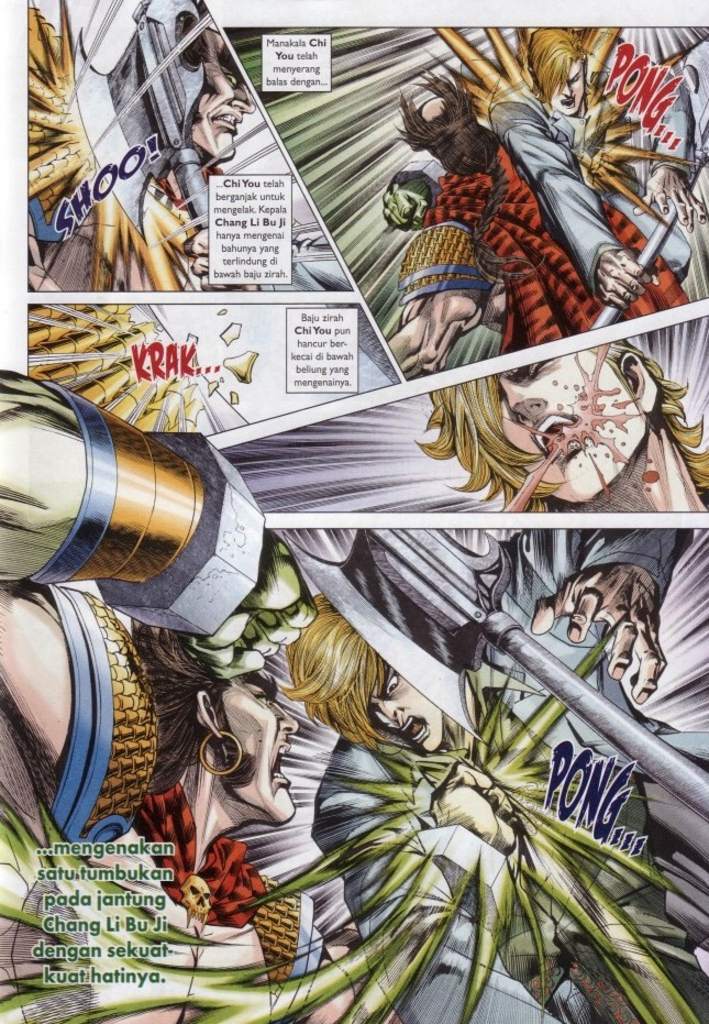 SHOO!
...Chi You telah
berganjak untuk
mengelak. Kepala
Chang Li Bu Ji
hanya mengenai
bahunya yang
terlindung di
bawah baju zirah.
Manakala Chi
You telah
menyerang
balas dengan...
PONG...
KRAK...
Baju zirah
Chi You pun
hancur ber-
kecai di bawah
beliung yang
mengenainya.
PONG...
...mengenakan
satu tumbukan
pada jantung
Chang Li Bu Ji
dengan sekuat-
kuat hatinya.